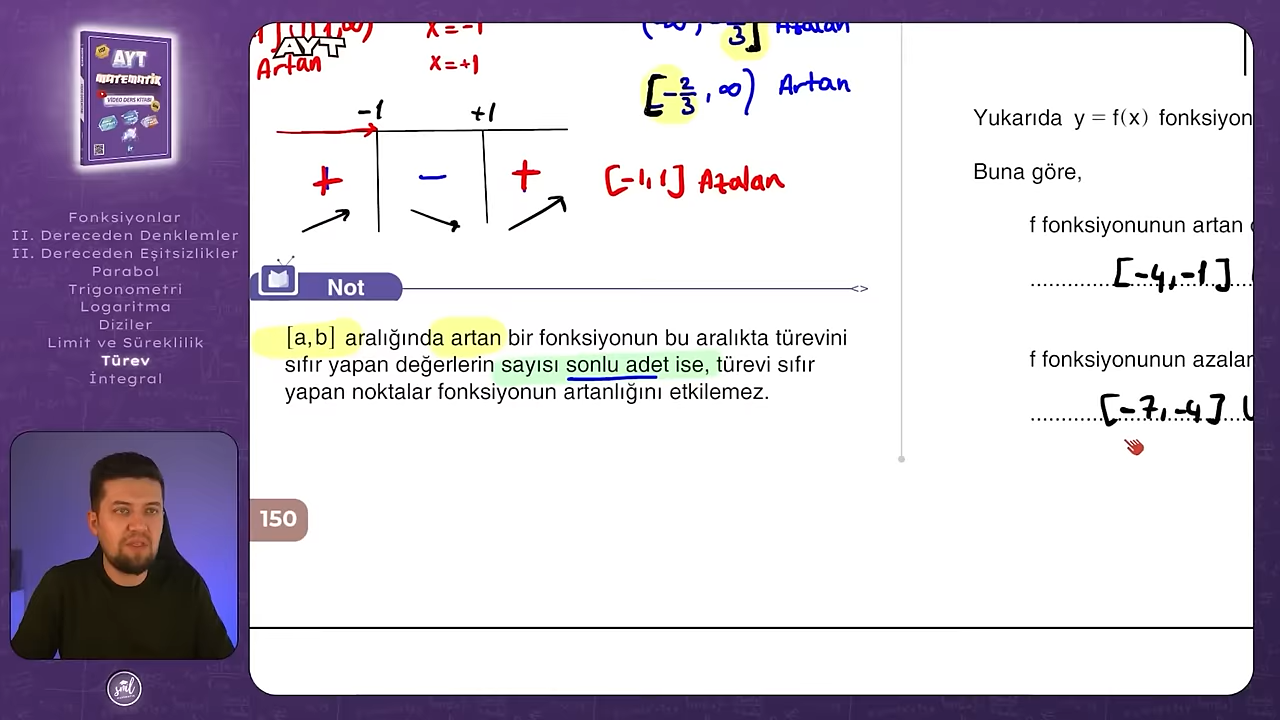 AYT
MATEMATİK
VİDEO DERS KİTABI
Fonksiyonlar
II. Dereceden Denklemler
II. Dereceden Eşitsizlikler
Parabol
Trigonometri
Logaritma
Diziler
Limit ve Süreklilik
Türev
İntegral
AYT
Artan
x=-1
x=+1
-1 +1
+ - +
[-1,1] Azalan
3] Azalan
[-2/3, ∞) Artan
Not
[a,b] aralığında artan bir fonksiyonun bu aralıkta türevini
sıfır yapan değerlerin sayısı sonlu adet ise, türevi sıfır
yapan noktalar fonksiyonun artanlığını etkilemez.
150
Yukarıda y = f(x) fonksiyon
Buna göre,
f fonksiyonunun artan
[-4,-1]
f fonksiyonunun azalan
[-7,-4] U